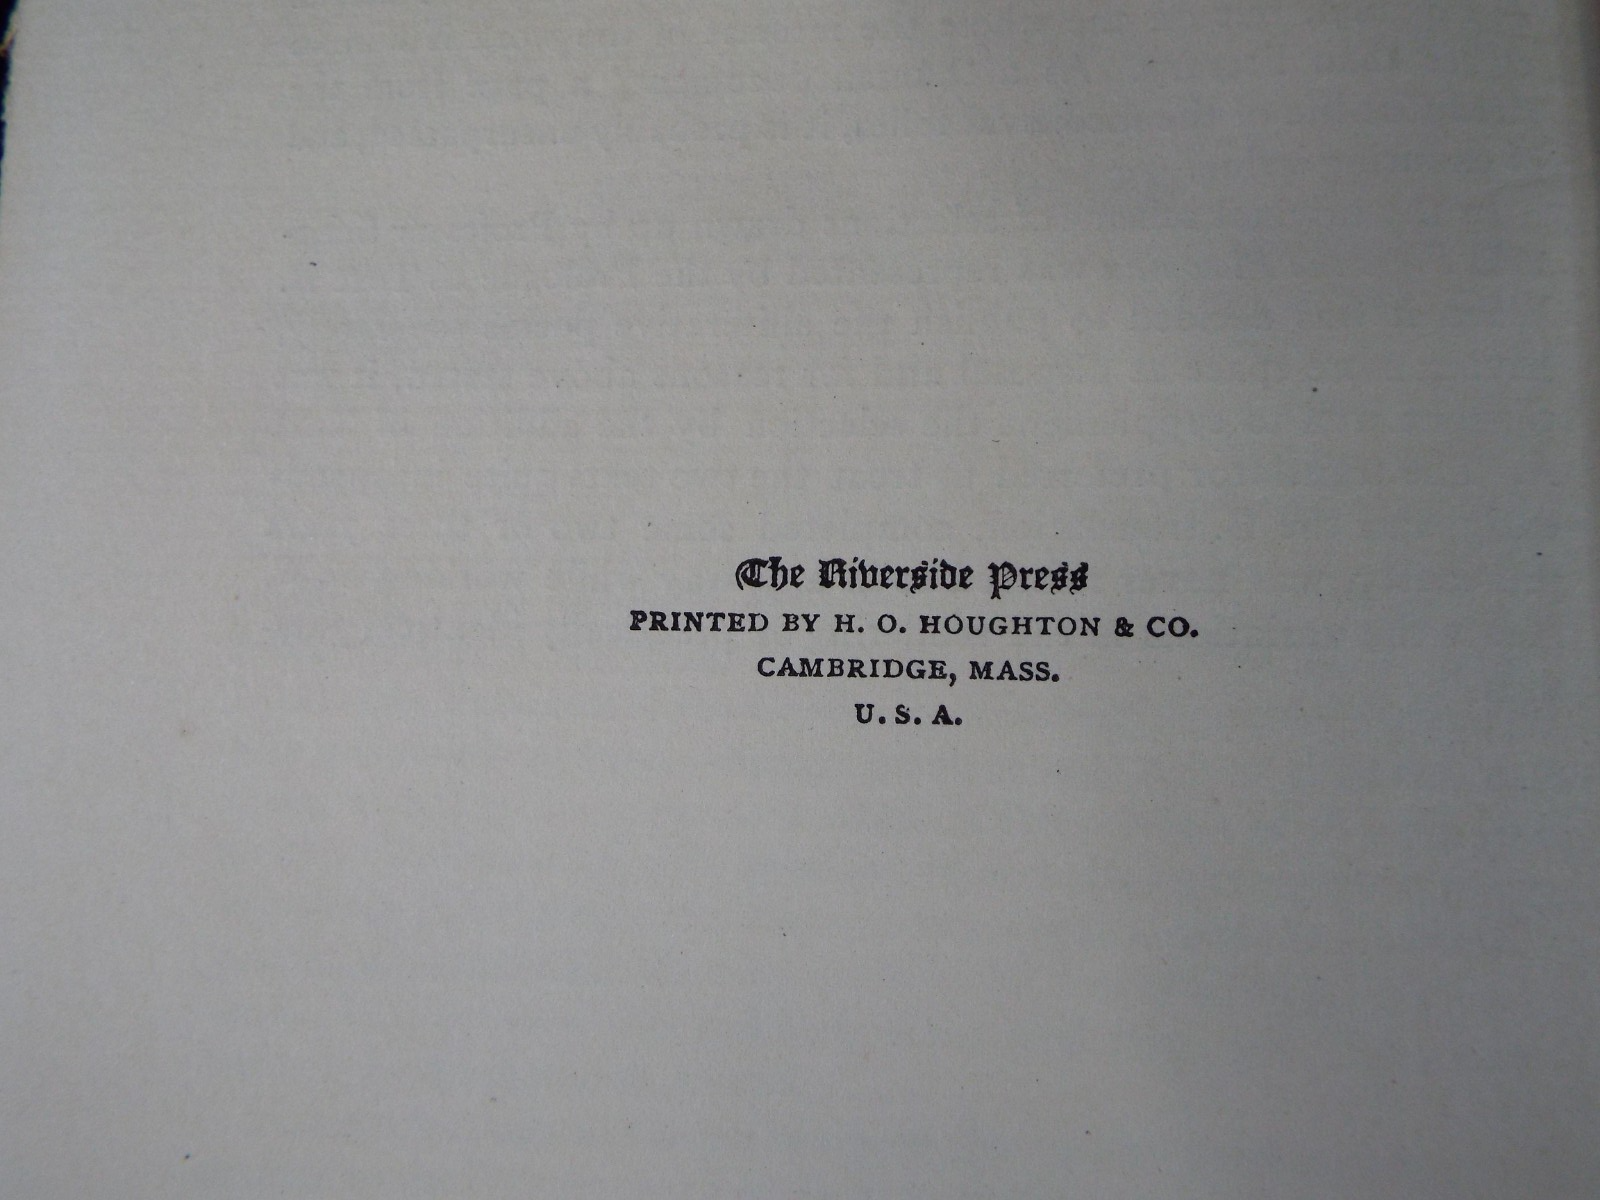 The Riverside Press
PRINTED BY H. O. HOUGHTON & CO.
CAMBRIDGE, MASS.
U. S. A.